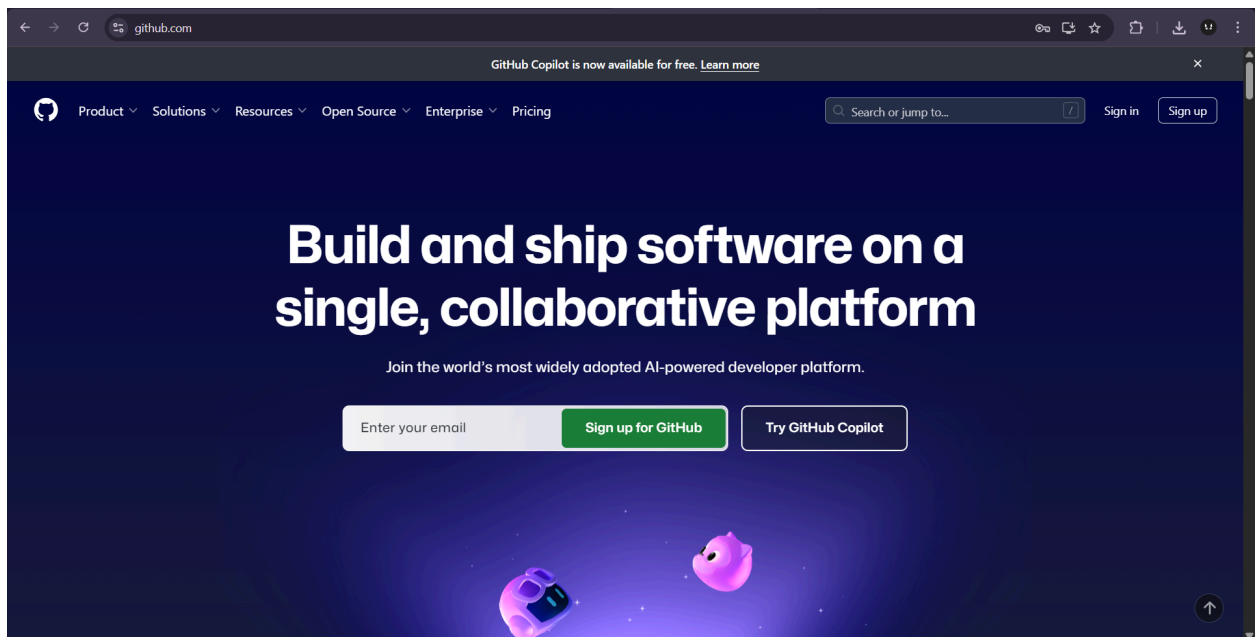 github.com
GitHub Copilot is now available for free. Learn more
Product Solutions Resources Open Source Enterprise Pricing Search or jump to... / Sign in Sign up
Build and ship software on a
single, collaborative platform
Join the world's most widely adopted AI-powered developer platform.
Enter your email Sign up for GitHub Try GitHub Copilot